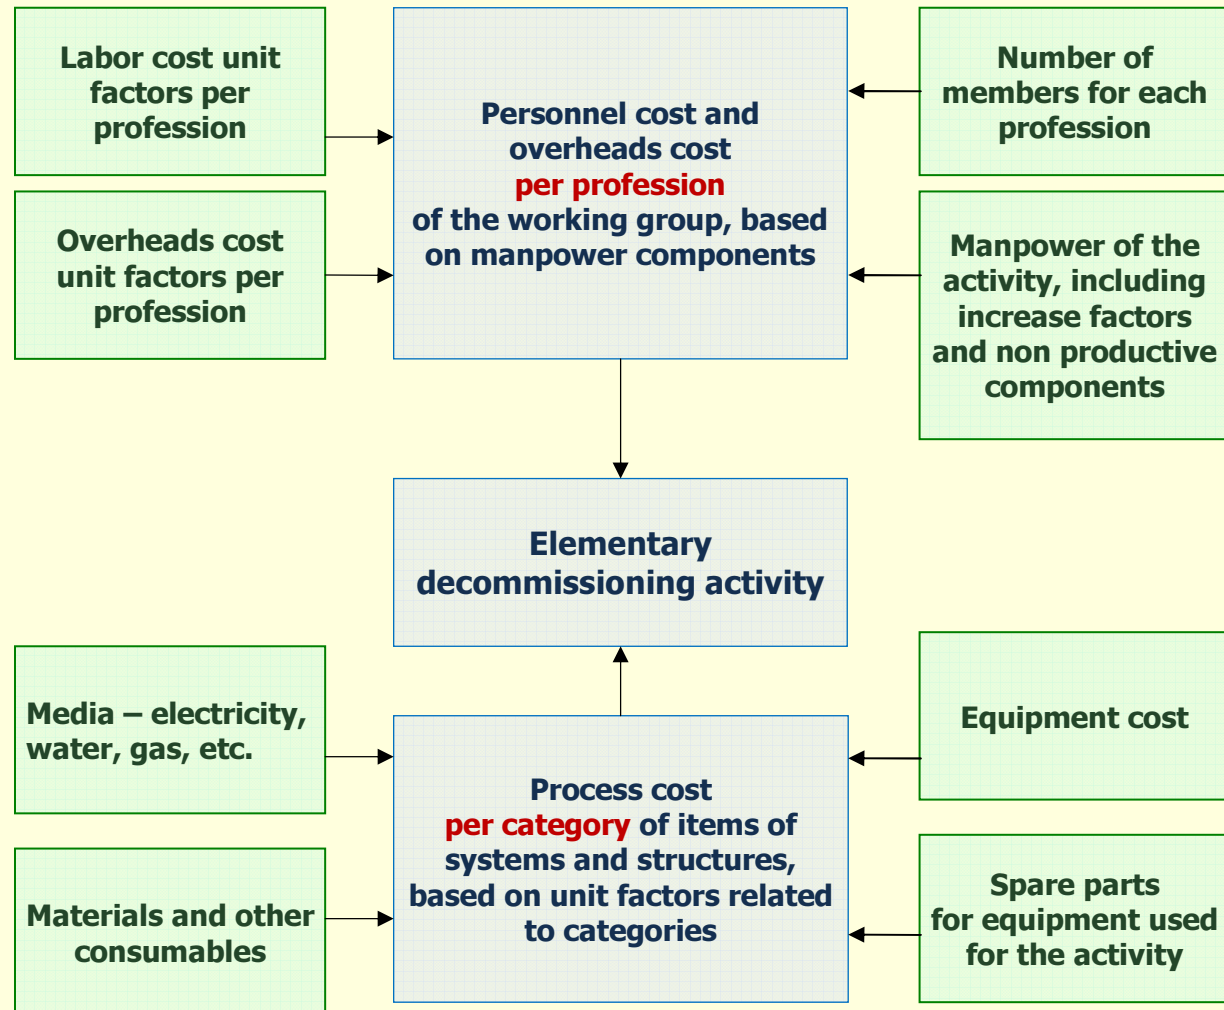 Labor cost unit
factors per
profession
Personnel cost and
overheads cost
per profession
of the working group, based
on manpower components
Number of
members for each
profession
Overheads cost
unit factors per
profession
Manpower of the
activity, including
increase factors
and non productive
components
Elementary
decommissioning activity
Media – electricity,
water, gas, etc.
Process cost
per category of items of
systems and structures,
based on unit factors related
to categories
Equipment cost
Materials and other
consumables
Spare parts
for equipment used
for the activity